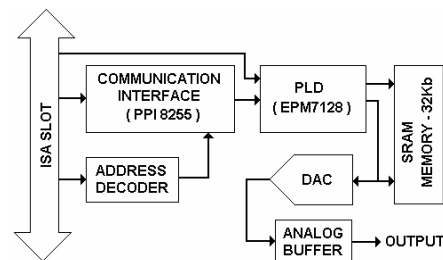 ISA SLOT
COMMUNICATION
INTERFACE
( PPI 8255 )
PLD
( EPM7128 )
SRAM
MEMORY - 32Kb
ADDRESS
DECODER
DAC
ANALOG
BUFFER
OUTPUT